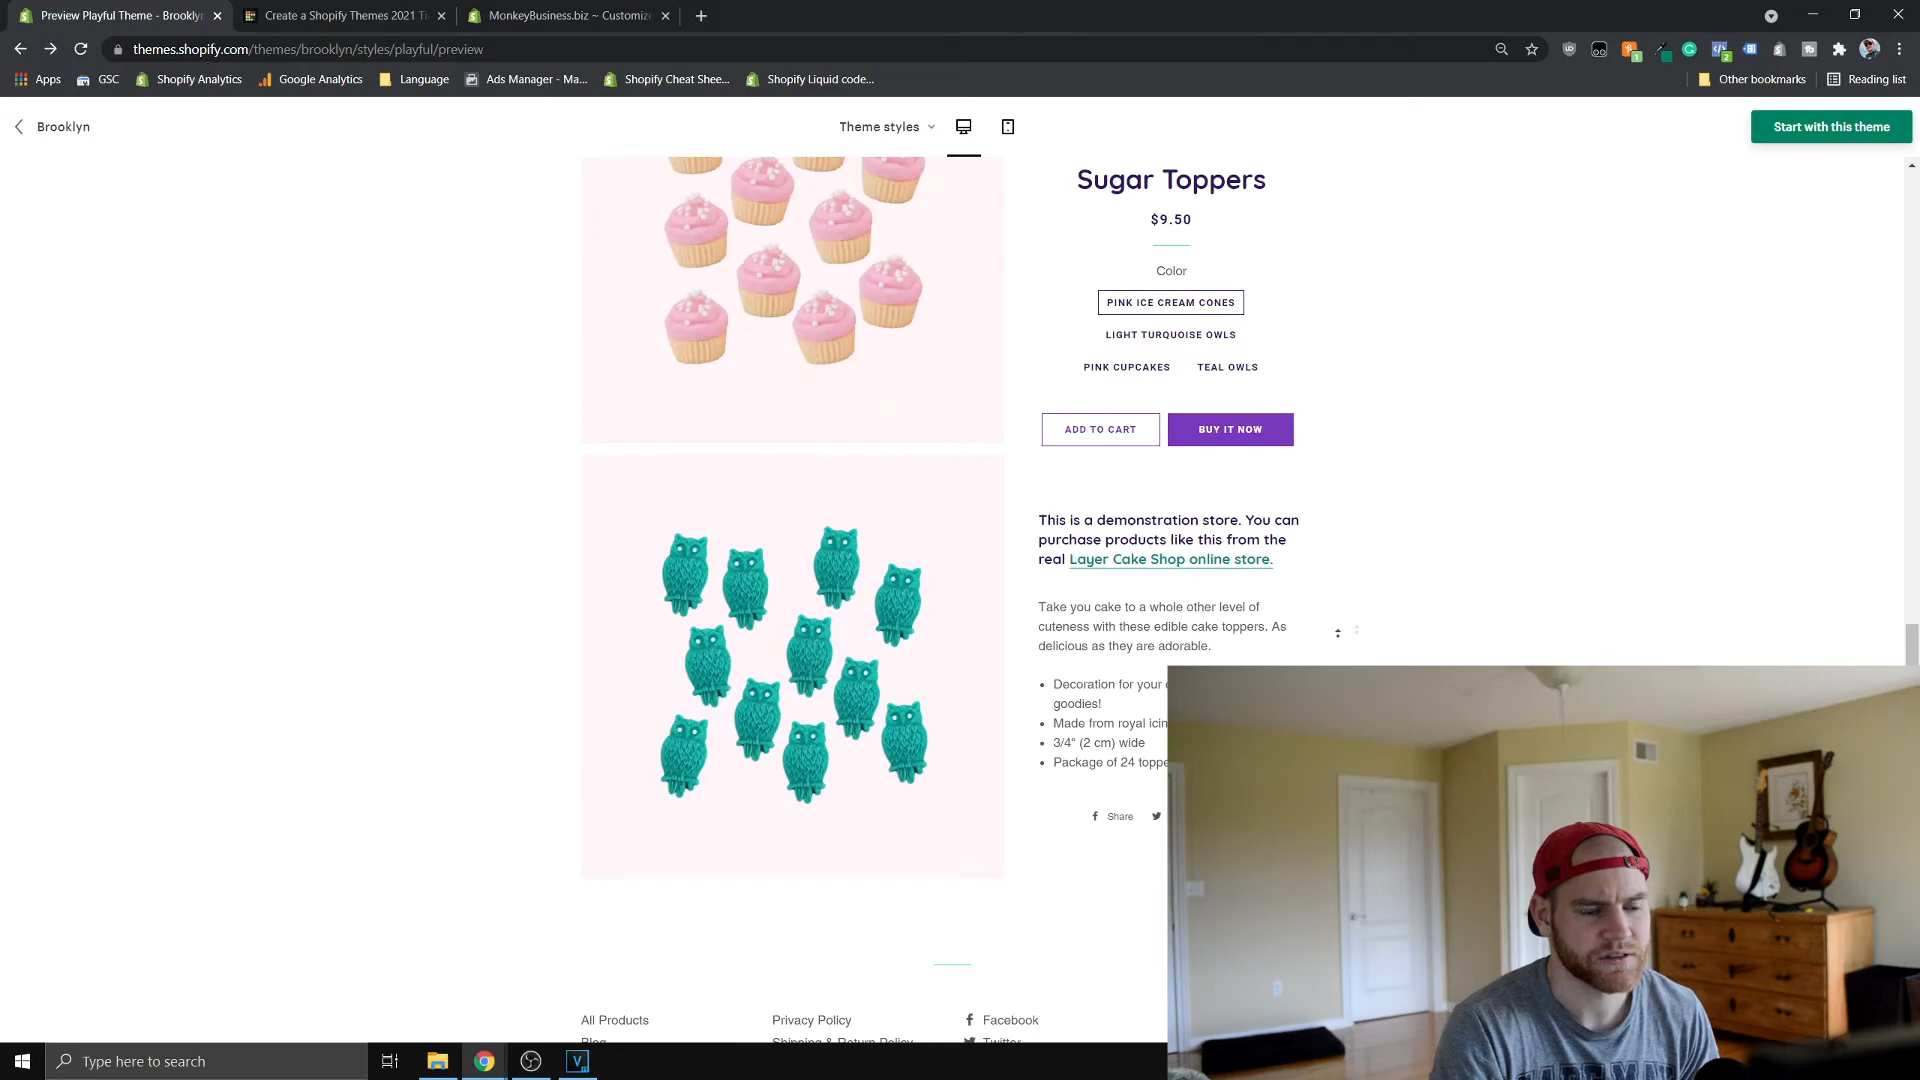 Preview Playful Theme - Brooklyn
Create a Shopify Themes 2021 Ti
MonkeyBusiness.biz ~ Customize
themes.shopify.com/themes/brooklyn/styles/playful/preview
Apps
GSC
Shopify Analytics
Google Analytics
Language
Ads Manager - Ma...
Shopify Cheat Shee...
Shopify Liquid code...
Other bookmarks
Reading list
Brooklyn
Theme styles
Start with this theme
Sugar Toppers
$9.50
Color
PINK ICE CREAM CONES
LIGHT TURQUOISE OWLS
PINK CUPCAKES TEAL OWLS
ADD TO CART BUY IT NOW
This is a demonstration store. You can
purchase products like this from the
real Layer Cake Shop online store.
Take you cake to a whole other level of
cuteness with these edible cake toppers. As
delicious as they are adorable.
Decoration for your
goodies!
Made from royal icin
3/4" (2 cm) wide
Package of 24 toppe
Share
All Products
Privacy Policy
Facebook
Blog
Shipping & Return Policy
Twitter
Type here to search